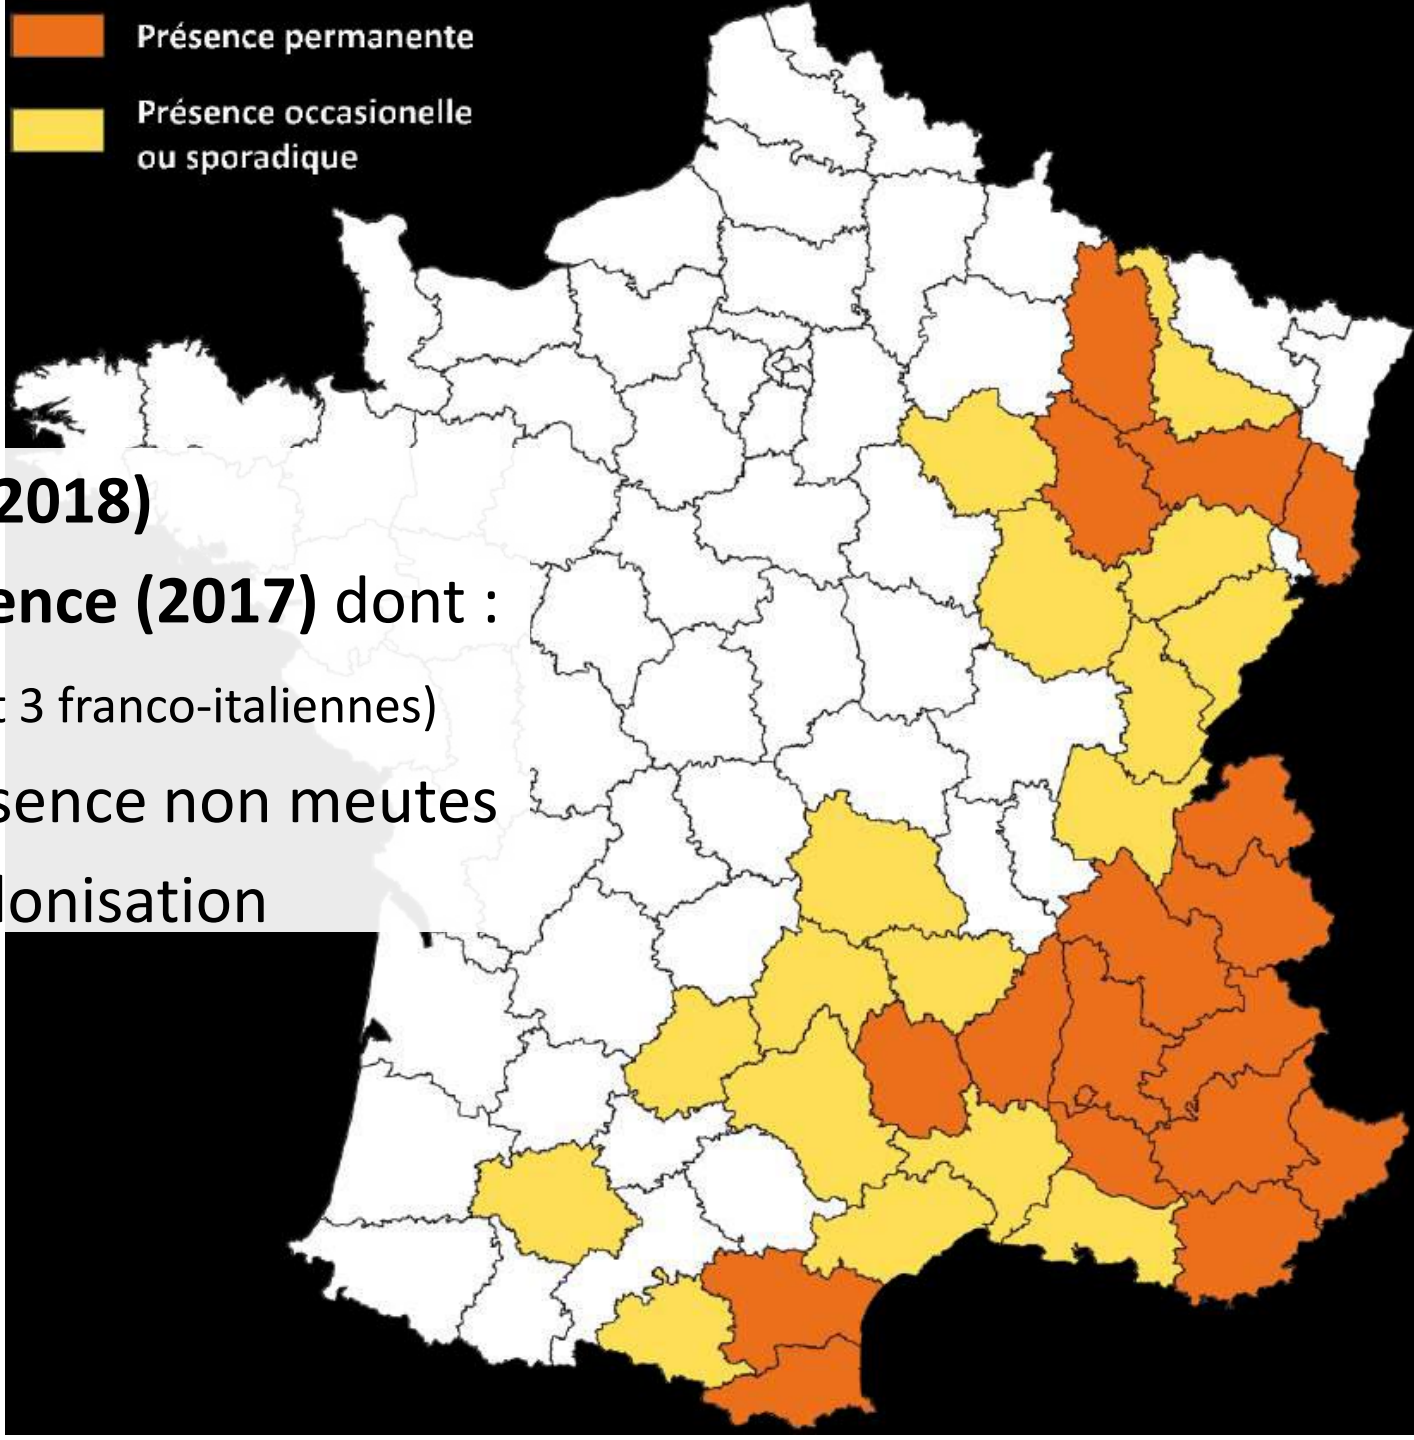 Présence permanente
Présence occasionelle
ou sporadique
2018)
ence (2017) dont :
t 3 franco-italiennes)
sence non meutes
lonisation